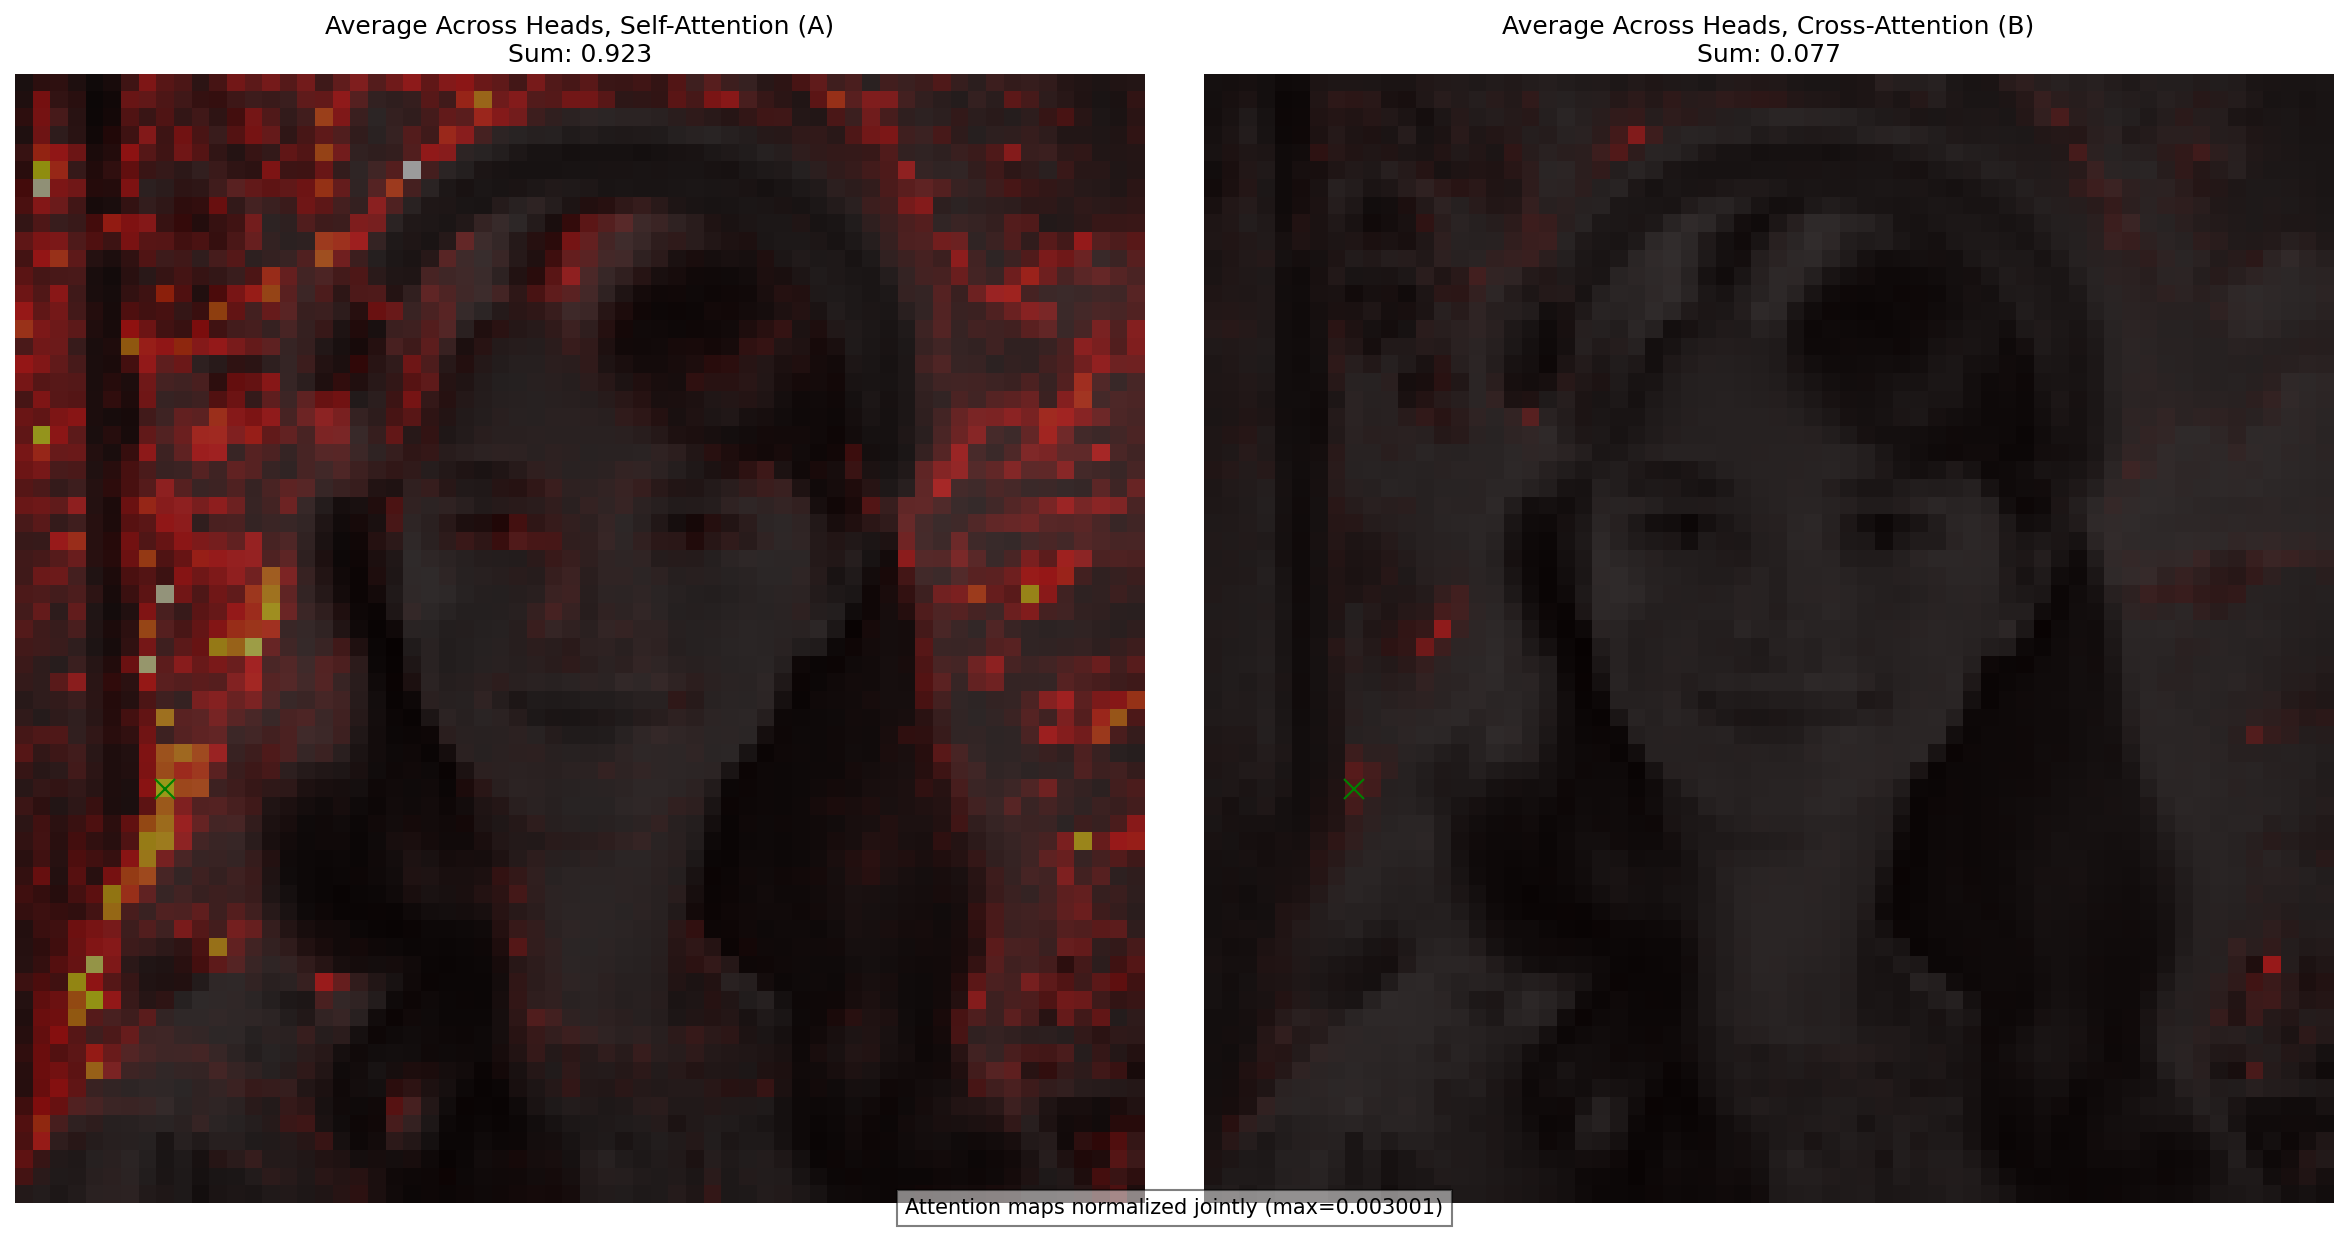 Average Across Heads, Self-Attention (A)
Sum: 0.923
Average Across Heads, Cross-Attention (B)
Sum: 0.077
Attention maps normalized jointly (max=0.003001)